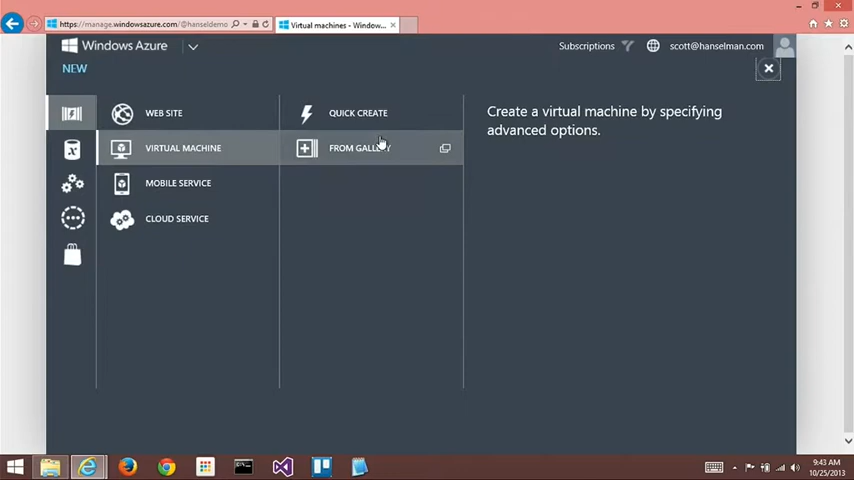 https://manage.windowsazure.com/@hanseldemo
Virtual machines - Window...
Windows Azure
Subscriptions
scott@hanselman.com
NEW
WEB SITE
VIRTUAL MACHINE
MOBILE SERVICE
CLOUD SERVICE
QUICK CREATE
FROM GALLERY
Create a virtual machine by specifying
advanced options.
9:43 AM
10/25/2013